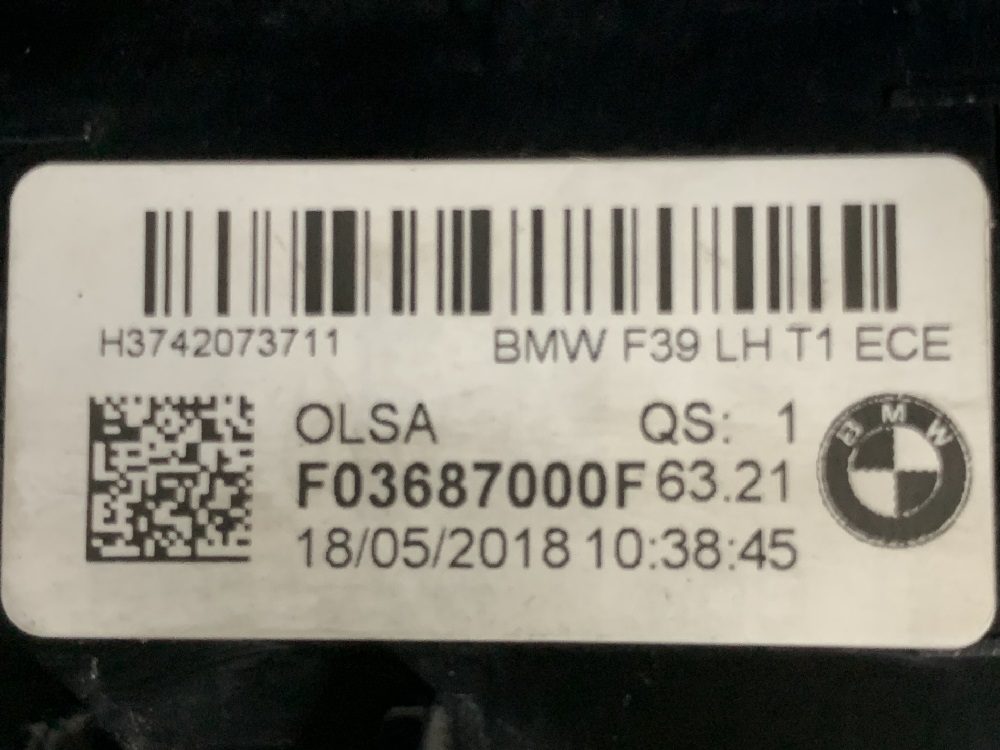 H3742073711 BMW F39 LH T1 ECE
OLSA QS: 1
F03687000F 63.21
18/05/2018 10:38:45
BMW